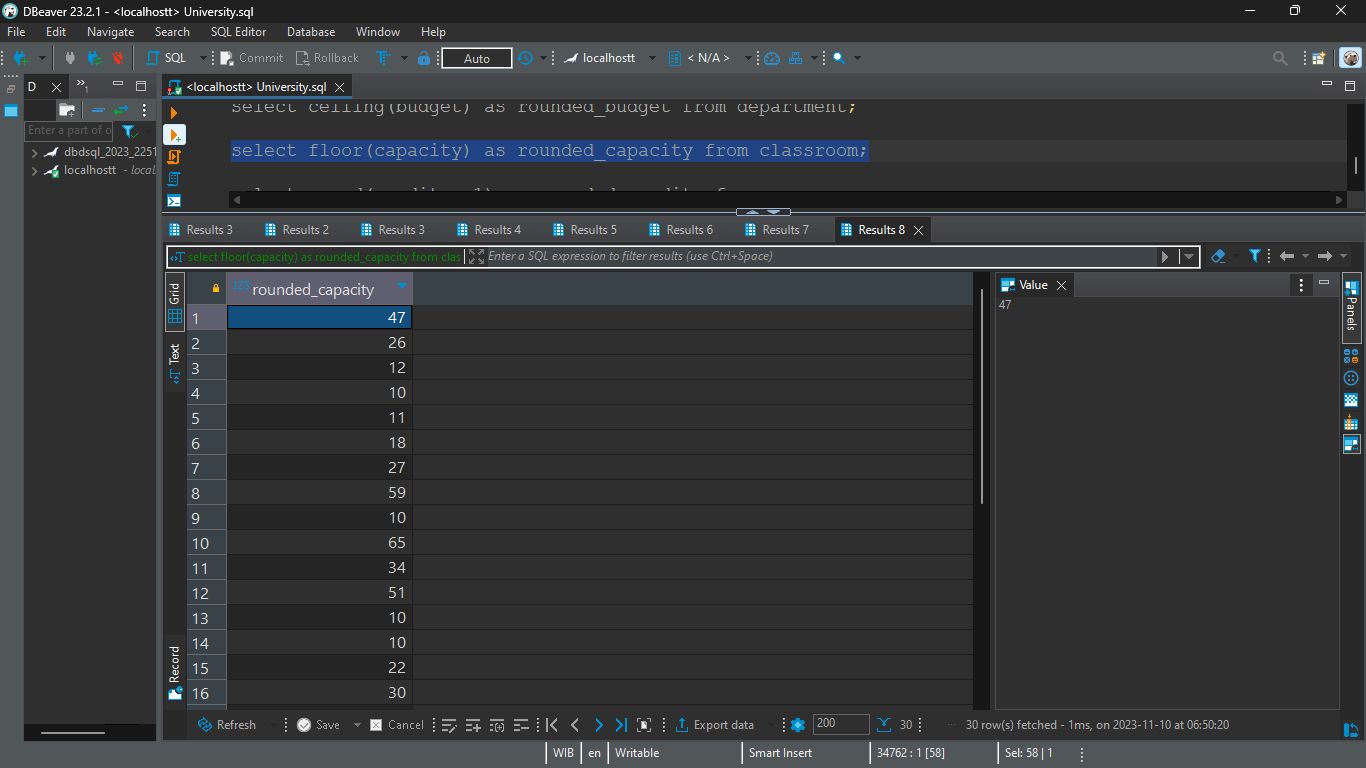 DBeaver 23.2.1 - <localhostt> University.sql
File Edit Navigate Search SQL Editor Database Window Help
SQL Commit Rollback Auto localhostt < N/A >
D »1 <localhostt> University.sql
select ceiling(budget) as rounded_budget from department;
Enter a part of o
select floor(capacity) as rounded_capacity from classroom;
dbdsql_2023_2251
localhostt - local
Results 3 Results 2 Results 3 Results 4 Results 5 Results 6 Results 7 Results 8
select floor(capacity) as rounded_capacity from clas Enter a SQL expression to filter results (use Ctrl+Space)
Grid 123 rounded_capacity Value Panels
47
1 47
2 26
Text
3 12
4 10
5 11
6 18
7 27
8 59
9 10
10 65
11 34
12 51
13 10
14 10
Record
15 22
16 30
Refresh Save Cancel Export data 200 30 ... 30 row(s) fetched - 1ms, on 2023-11-10 at 06:50:20
WIB en Writable Smart Insert 34762 : 1 [58] Sel: 58 | 1